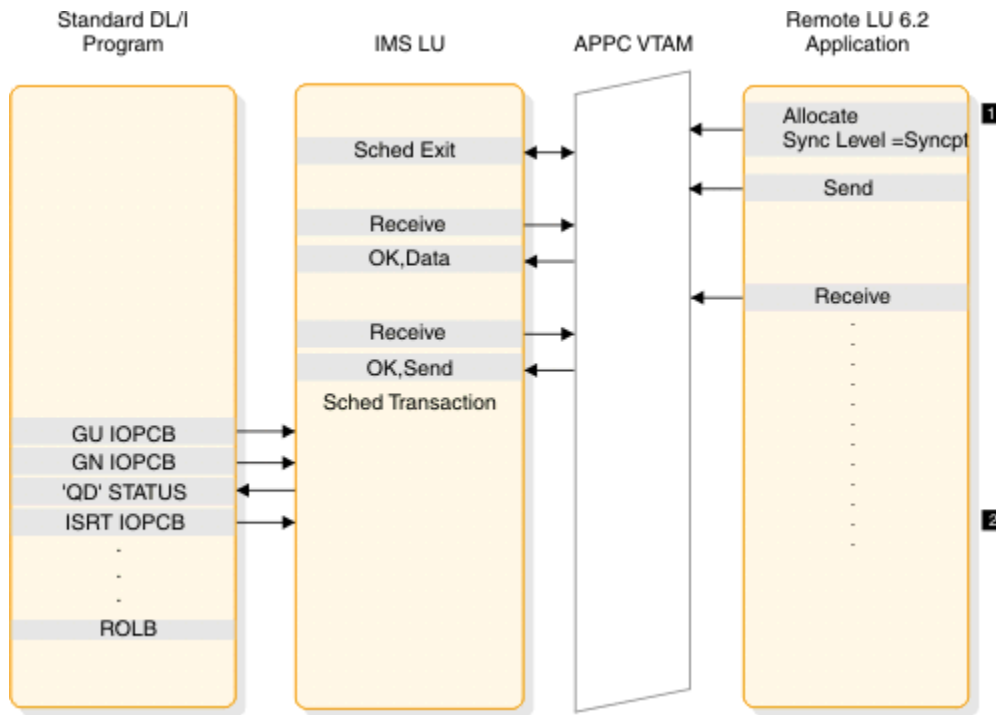 Standard DL/I
Program
IMS LU
APPC VTAM
Remote LU 6.2
Application
Allocate
Sync Level =Syncpt
1
Sched Exit
Send
Receive
OK,Data
Receive
Receive
OK,Send
Sched Transaction
GU IOPCB
GN IOPCB
'QD' STATUS
ISRT IOPCB
2
ROLB